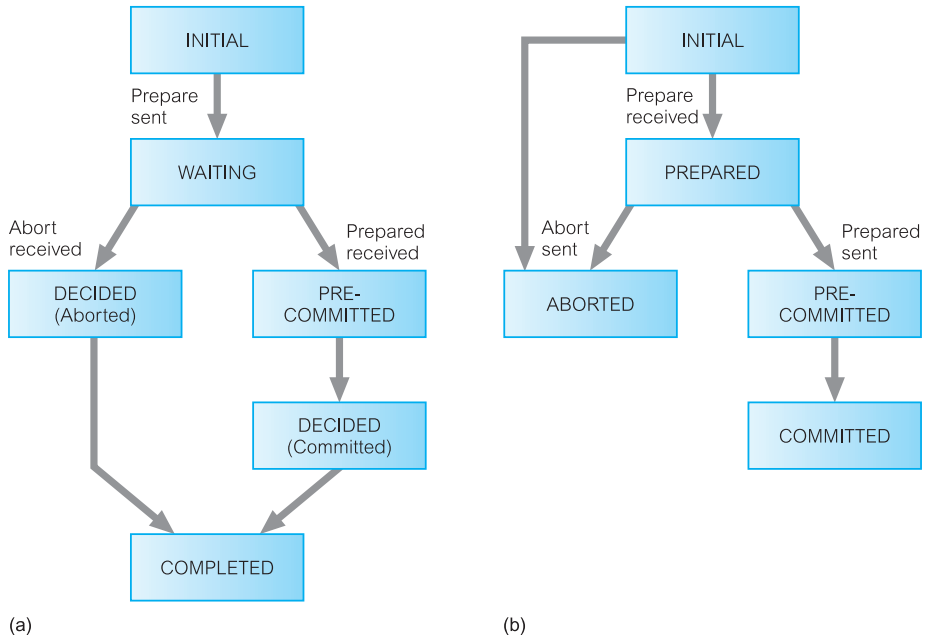 INITIAL
Prepare
sent
WAITING
Abort
received
Prepared
received
DECIDED
(Aborted)
PRE-
COMMITTED
DECIDED
(Committed)
COMPLETED
(a)
INITIAL
Prepare
received
PREPARED
Abort
sent
Prepared
sent
ABORTED
PRE-
COMMITTED
COMMITTED
(b)